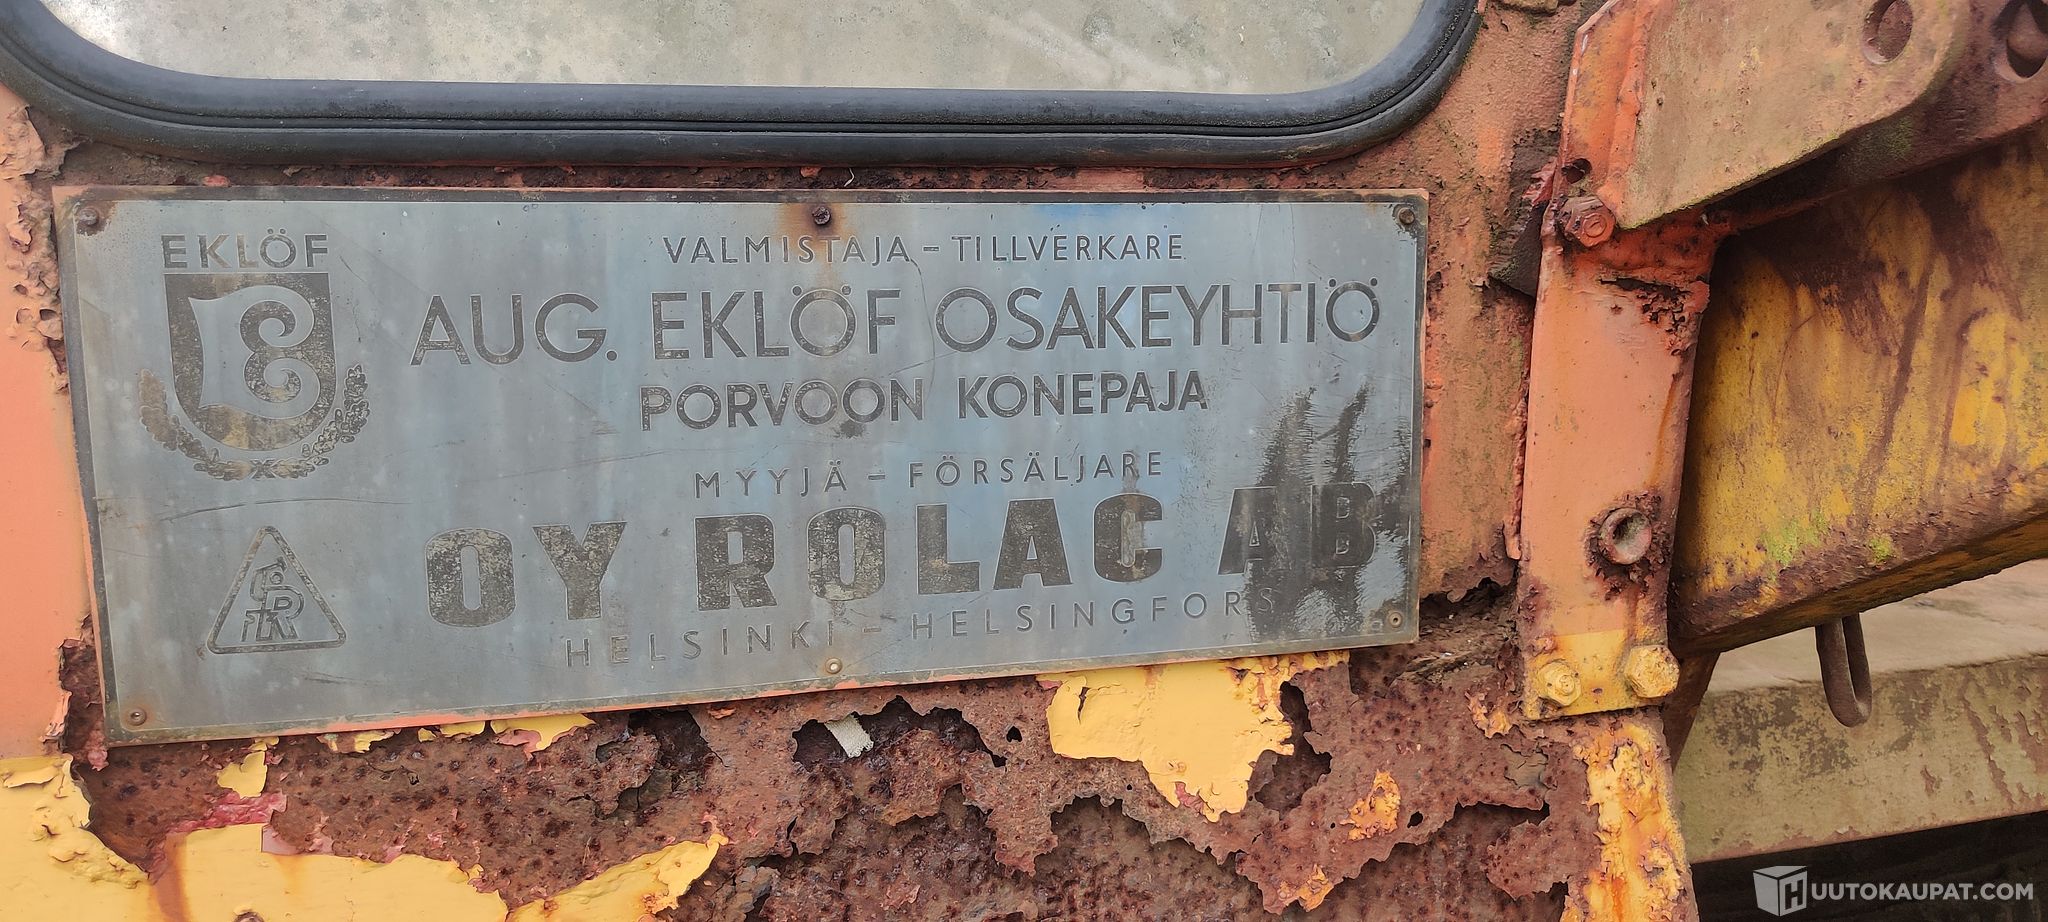 EKLÖF
E
VALMISTAJA - TILLVERKARE
AUG. EKLÖF OSAKEYHTIÖ
PORVOON KONEPAJA
MYYJÄ - FÖRSÄLJARE
OY ROLAC AB
HELSINKI - HELSINGFORS
HUUTOKAUPAT.COM